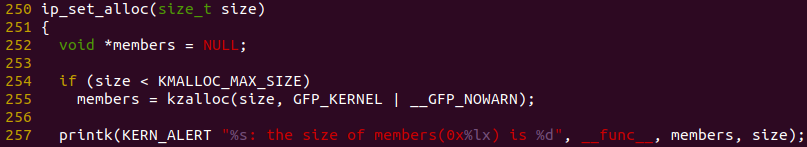 250 ip_set_alloc(size_t size)
251 {
252   void *members = NULL;
253
254   if (size < KMALLOC_MAX_SIZE)
255     members = kzalloc(size, GFP_KERNEL | __GFP_NOWARN);
256
257   printk(KERN_ALERT "%s: the size of members(0x%lx) is %d", __func__, members, size);